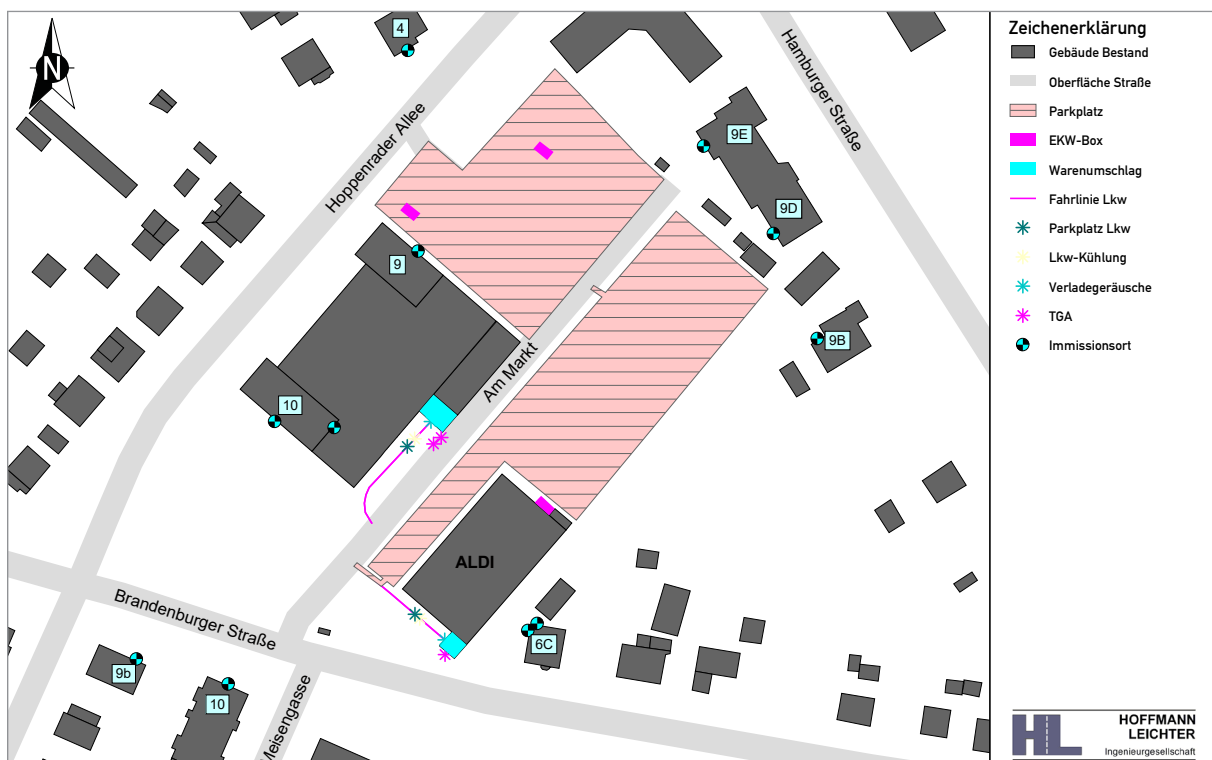 4
N
Hoppenrader Allee
Hamburger Straße
9E
9D
9
9B
Am Markt
10
ALDI
Brandenburger Straße
6C
9b
10
Meisengasse
Zeichenerklärung
Gebäude Bestand
Oberfläche Straße
Parkplatz
EKW-Box
Warenumschlag
Fahrlinie Lkw
Parkplatz Lkw
Lkw-Kühlung
Verladegeräusche
TGA
Immissionsort
HL
HOFFMANN
LEICHTER
Ingenieurgesellschaft